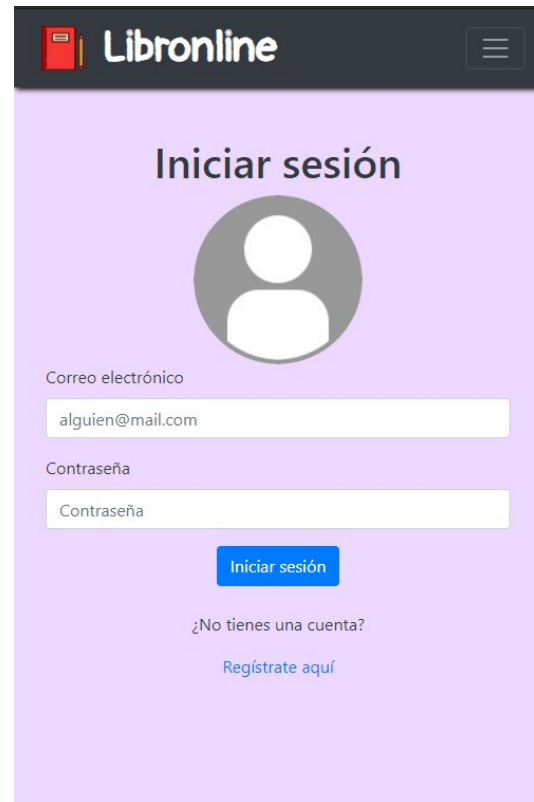 Libronline
Iniciar sesión
Correo electrónico
alguien@mail.com
Contraseña
Contraseña
Iniciar sesión
¿No tienes una cuenta?
Regístrate aquí